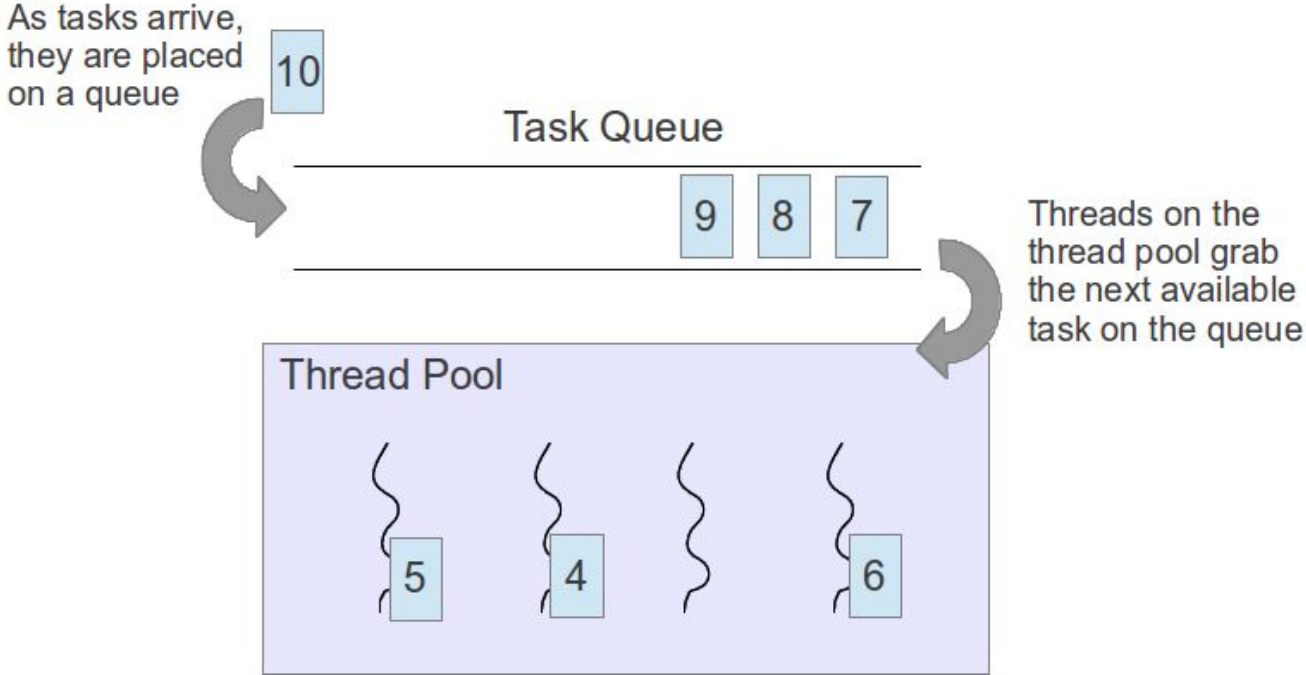 As tasks arrive,
they are placed
on a queue
10
Task Queue
9 8 7
Threads on the
thread pool grab
the next available
task on the queue
Thread Pool
5 4 6